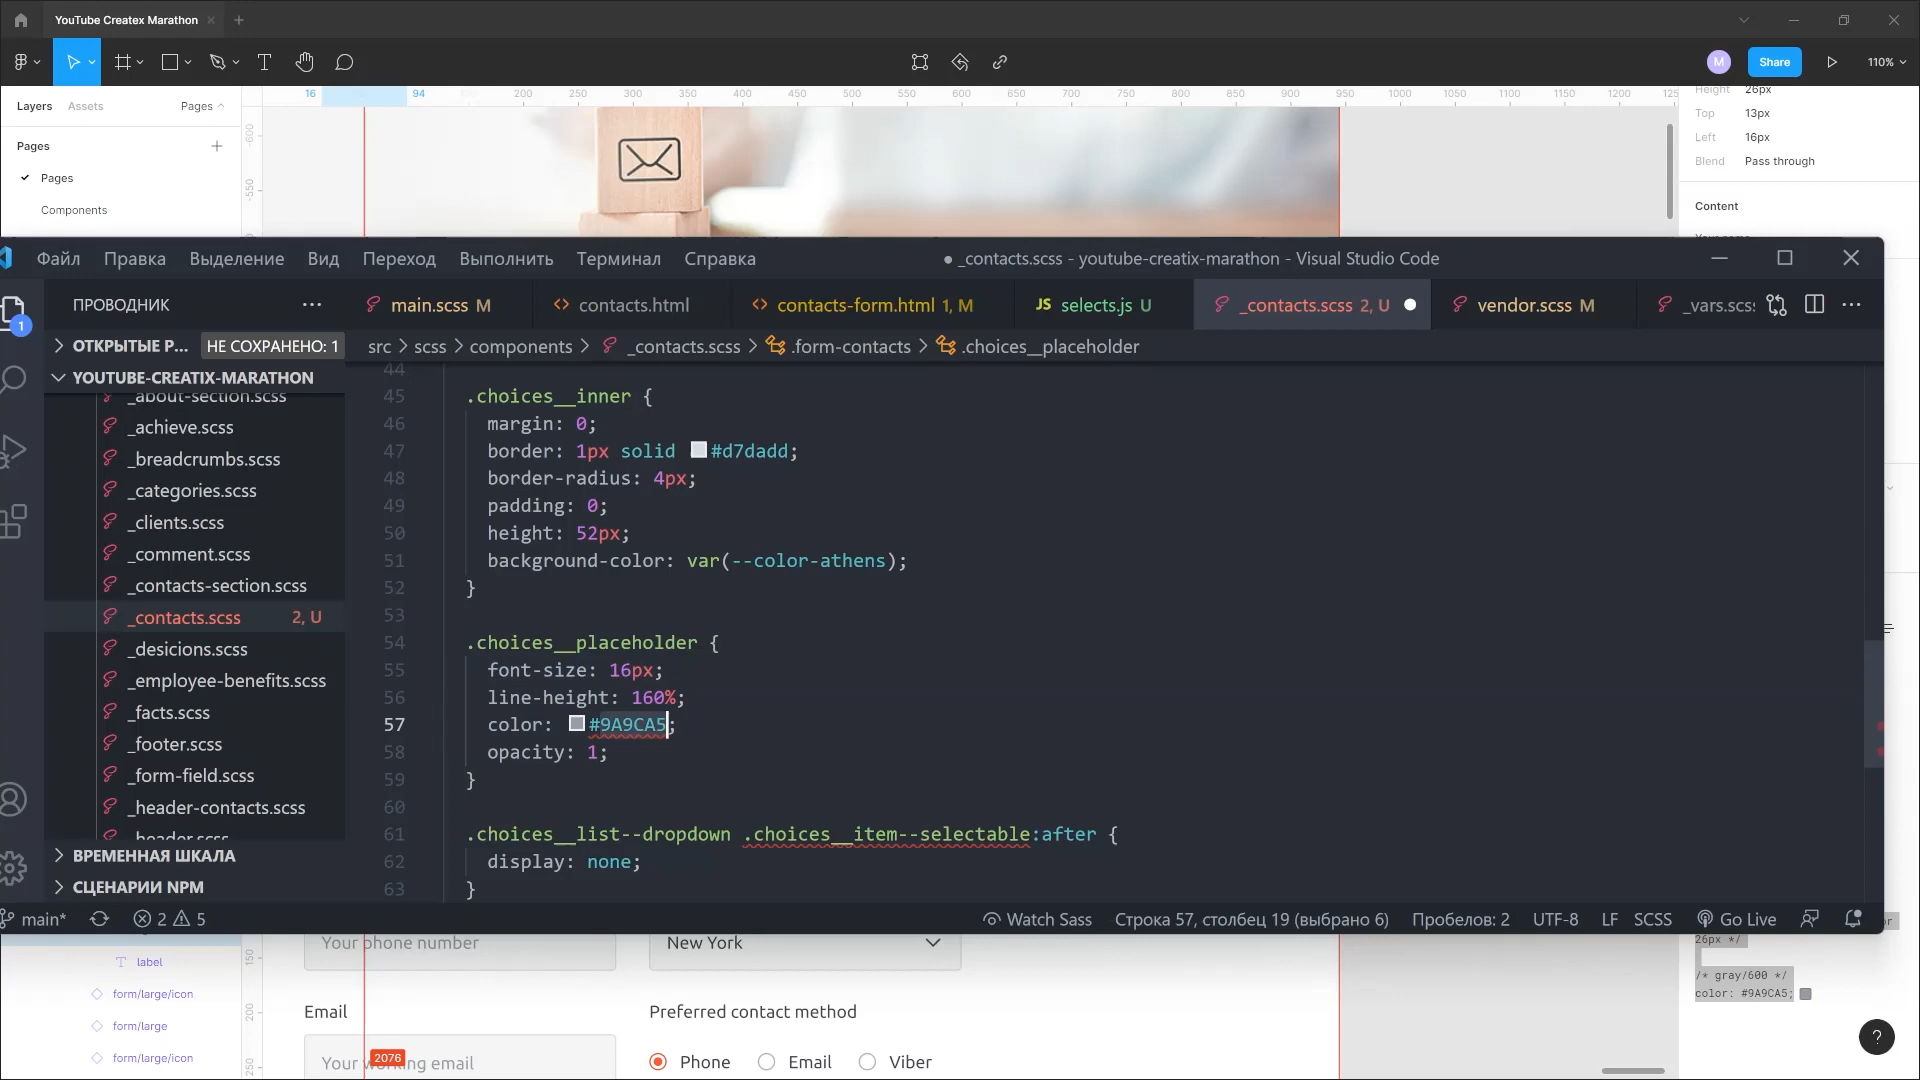 YouTube Createx Marathon
M
Share
110%
Layers
Assets
Pages
16
94
200
250
300
350
400
450
500
550
600
650
700
750
800
850
900
950
1000
1050
1100
1150
1200
Height
26px
Top
13px
Left
16px
Blend
Pass through
Content
Pages
Pages
Components
-600
-550
Файл Правка Выделение Вид Переход Выполнить Терминал Справка
● _contacts.scss - youtube-creatix-marathon - Visual Studio Code
ПРОВОДНИК
main.scss M
contacts.html
contacts-form.html 1, M
JS selects.js U
_contacts.scss 2, U
vendor.scss M
_vars.scss
1
ОТКРЫТЫЕ Р...
НЕ СОХРАНЕНО: 1
src > scss > components > _contacts.scss > .form-contacts > .choices__placeholder
YOUTUBE-CREATIX-MARATHON
_about-section.scss
_achieve.scss
_breadcrumbs.scss
_categories.scss
_clients.scss
_comment.scss
_contacts-section.scss
_contacts.scss 2, U
_desicions.scss
_employee-benefits.scss
_facts.scss
_footer.scss
_form-field.scss
_header-contacts.scss
_header.scss
ВРЕМЕННАЯ ШКАЛА
СЦЕНАРИИ NPM
44
45 .choices__inner {
46 margin: 0;
47 border: 1px solid #d7dadd;
48 border-radius: 4px;
49 padding: 0;
50 height: 52px;
51 background-color: var(--color-athens);
52 }
53
54 .choices__placeholder {
55 font-size: 16px;
56 line-height: 160%;
57 color: #9A9CA5;
58 opacity: 1;
59 }
60
61 .choices__list--dropdown .choices__item--selectable:after {
62 display: none;
63 }
main*
2
5
Watch Sass
Строка 57, столбец 19 (выбрано 6)
Пробелов: 2
UTF-8
LF
SCSS
Go Live
label
form/large/icon
form/large
form/large/icon
150
200
250
Your phone number
New York
Email
Preferred contact method
Your working email
2076
Phone
Email
Viber
26px */
/* gray/600 */
color: #9A9CA5;
?